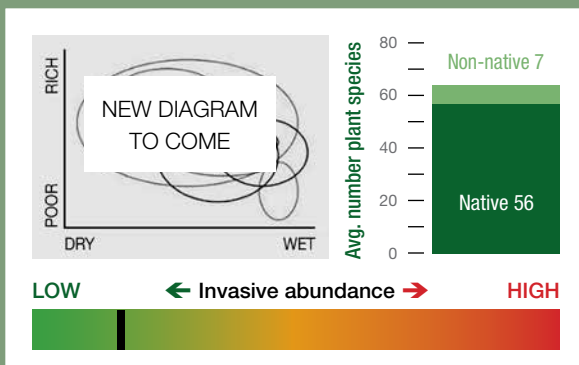 RICH
NEW DIAGRAM
TO COME
POOR
DRY
WET
Avg. number plant species
80
60
40
20
0
Non-native 7
Native 56
LOW
← Invasive abundance →
HIGH